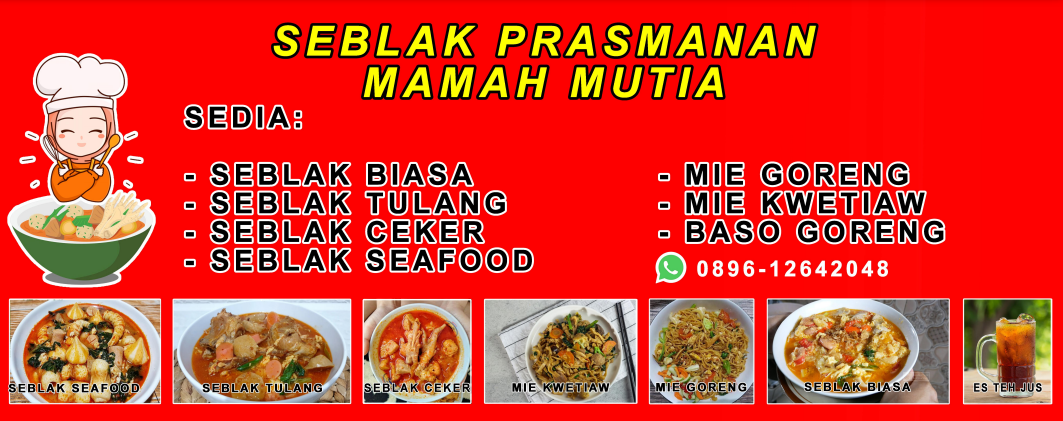 SEBLAK PRASMANAN
MAMAH MUTIA
SEDIA:
- SEBLAK BIASA
- SEBLAK TULANG
- SEBLAK CEKER
- SEBLAK SEAFOOD
- MIE GORENG
- MIE KWETIAW
- BASO GORENG
0896-12642048
SEBLAK SEAFOOD
SEBLAK TULANG
SEBLAK CEKER
MIE KWETIAW
MIE GORENG
SEBLAK BIASA
ES TEH JUS